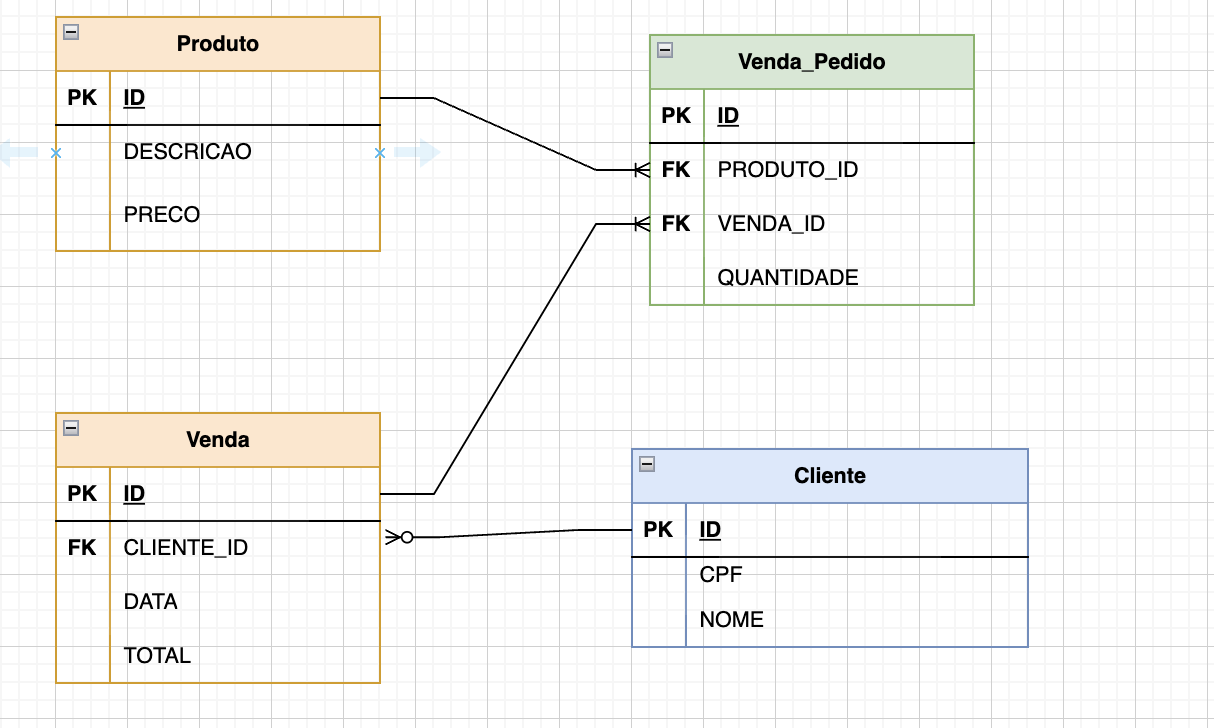 Produto
PK ID
DESCRICAO
PRECO
Venda_Pedido
PK ID
FK PRODUTO_ID
FK VENDA_ID
QUANTIDADE
Venda
PK ID
FK CLIENTE_ID
DATA
TOTAL
Cliente
PK ID
CPF
NOME